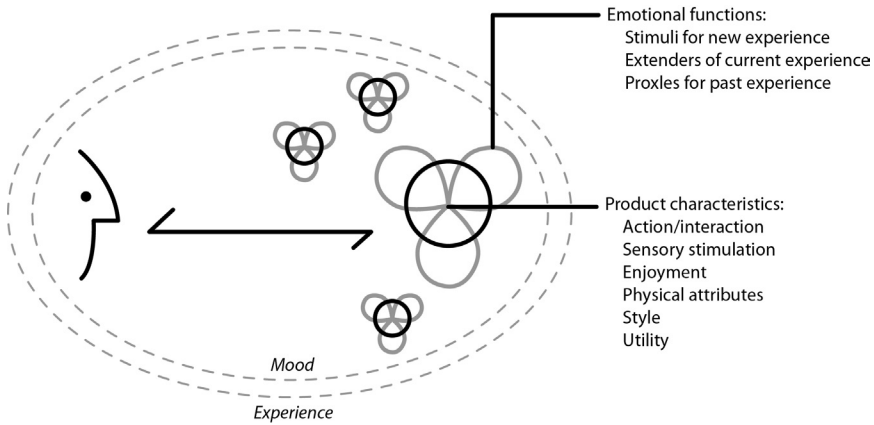 Emotional functions:
Stimuli for new experience
Extenders of current experience
Proxles for past experience
Product characteristics:
Action/interaction
Sensory stimulation
Enjoyment
Physical attributes
Style
Utility
Mood
Experience